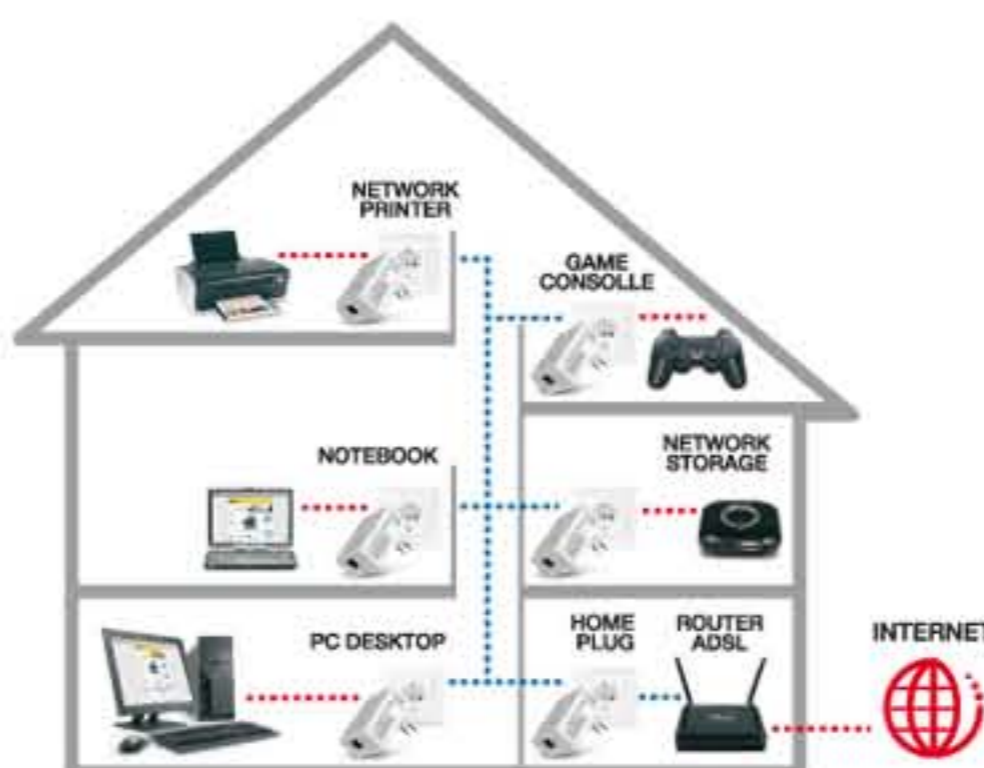 NETWORK
PRINTER
GAME
CONSOLLE
NOTEBOOK
NETWORK
STORAGE
PC DESKTOP
HOME
PLUG
ROUTER
ADSL
INTERNET